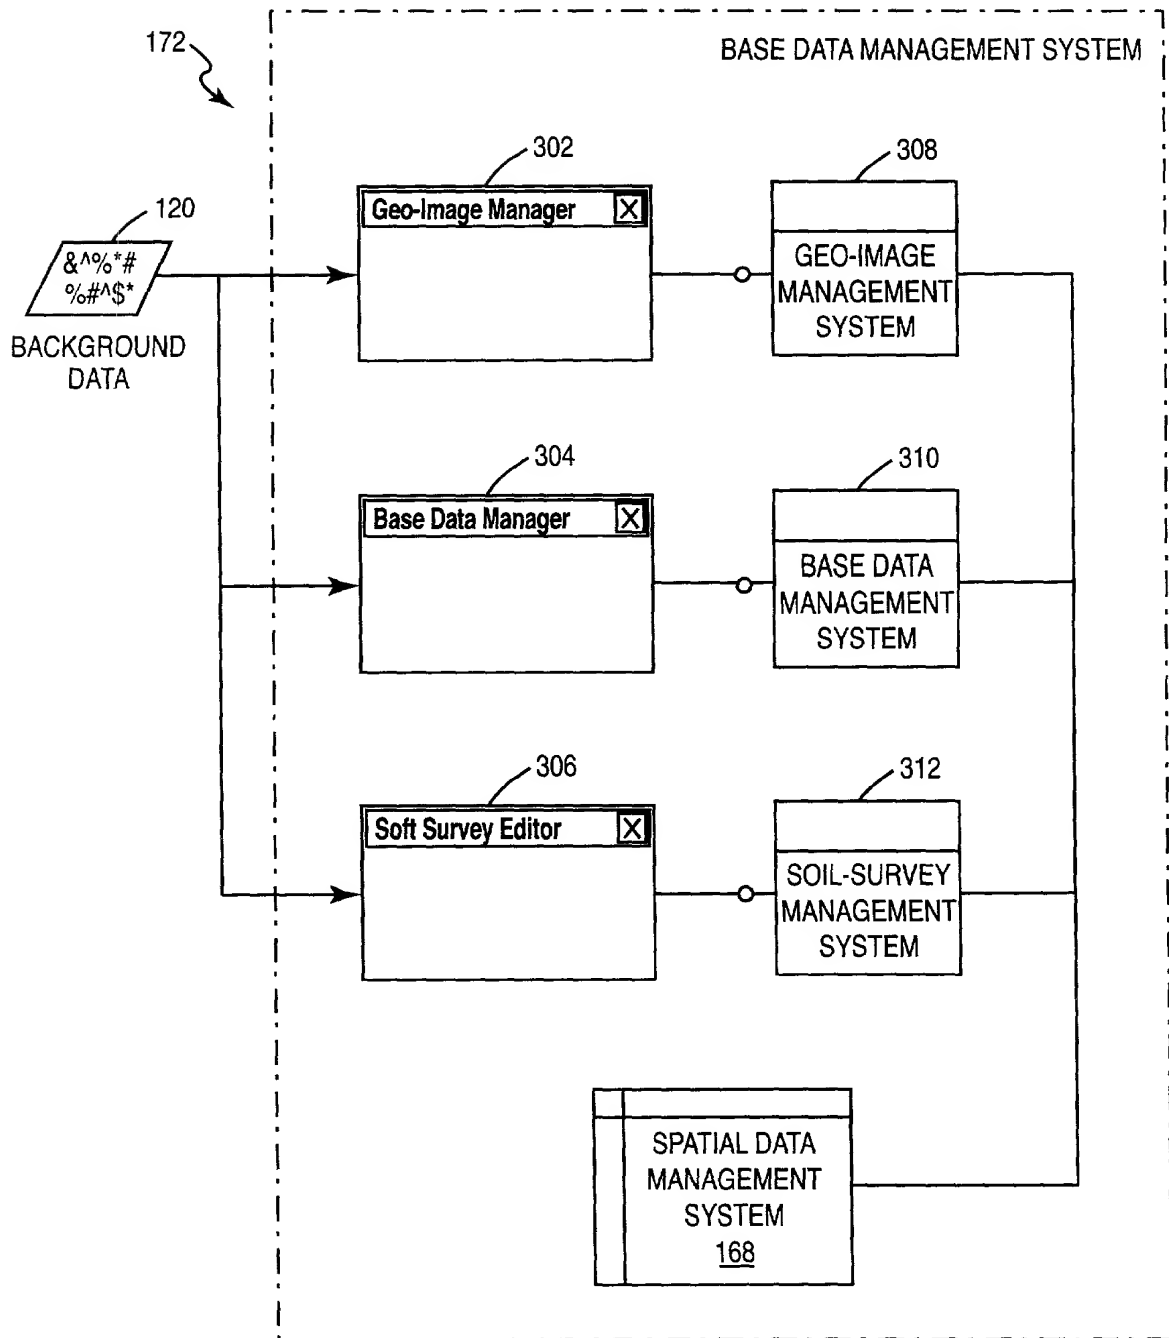 172
BASE DATA MANAGEMENT SYSTEM
302
308
Geo-Image Manager X
120
&^%*#
%#^$*
BACKGROUND
DATA
GEO-IMAGE
MANAGEMENT
SYSTEM
304
310
Base Data Manager X
BASE DATA
MANAGEMENT
SYSTEM
306
312
Soft Survey Editor X
SOIL-SURVEY
MANAGEMENT
SYSTEM
SPATIAL DATA
MANAGEMENT
SYSTEM
168